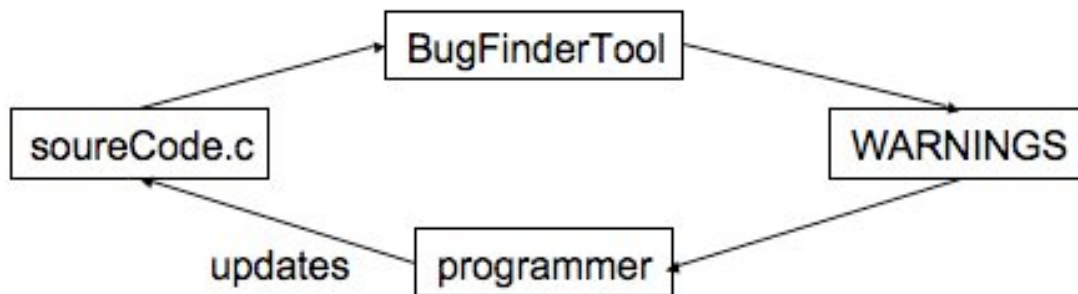 BugFinderTool
soureCode.c
WARNINGS
updates
programmer